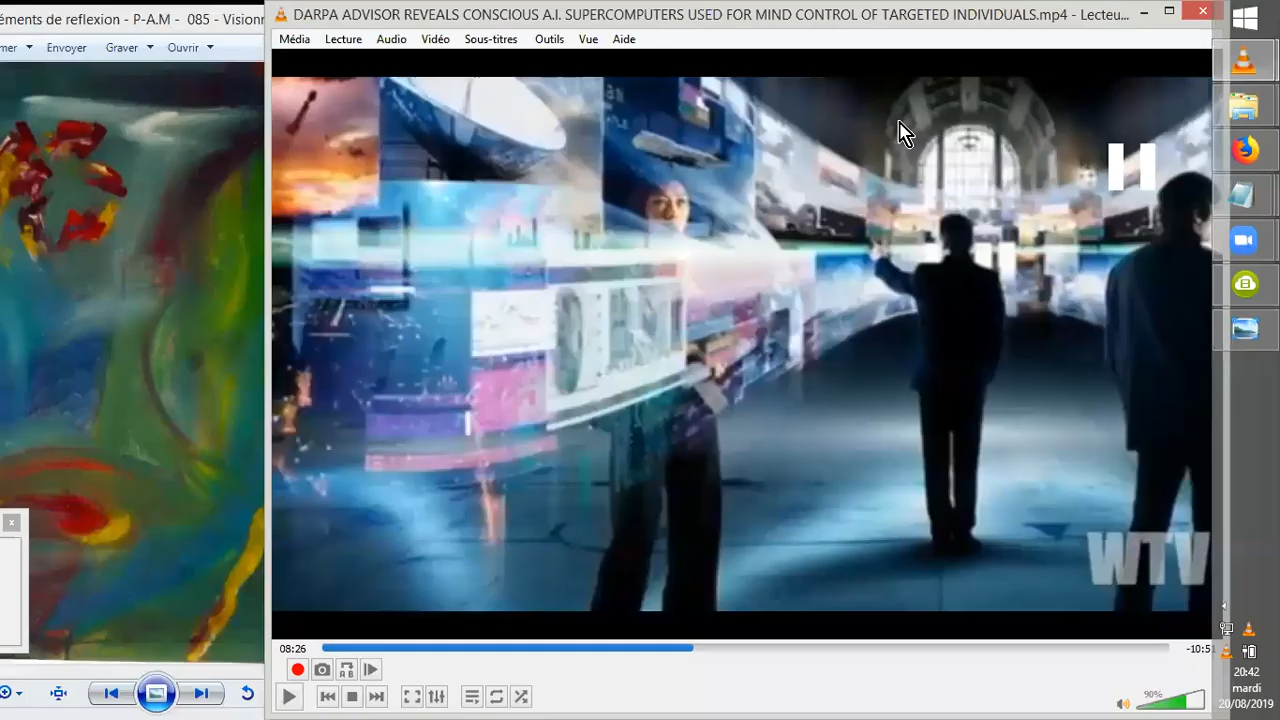 éments de reflexion - P-A.M - 085 - Visionr
mer Envoyer Graver Ouvrir
DARPA ADVISOR REVEALS CONSCIOUS A.I. SUPERCOMPUTERS USED FOR MIND CONTROL OF TARGETED INDIVIDUALS.mp4 - Lecteu...
Média Lecture Audio Vidéo Sous-titres Outils Vue Aide
WTV
08:26
-10:51
90%
20:42
mardi
20/08/2019